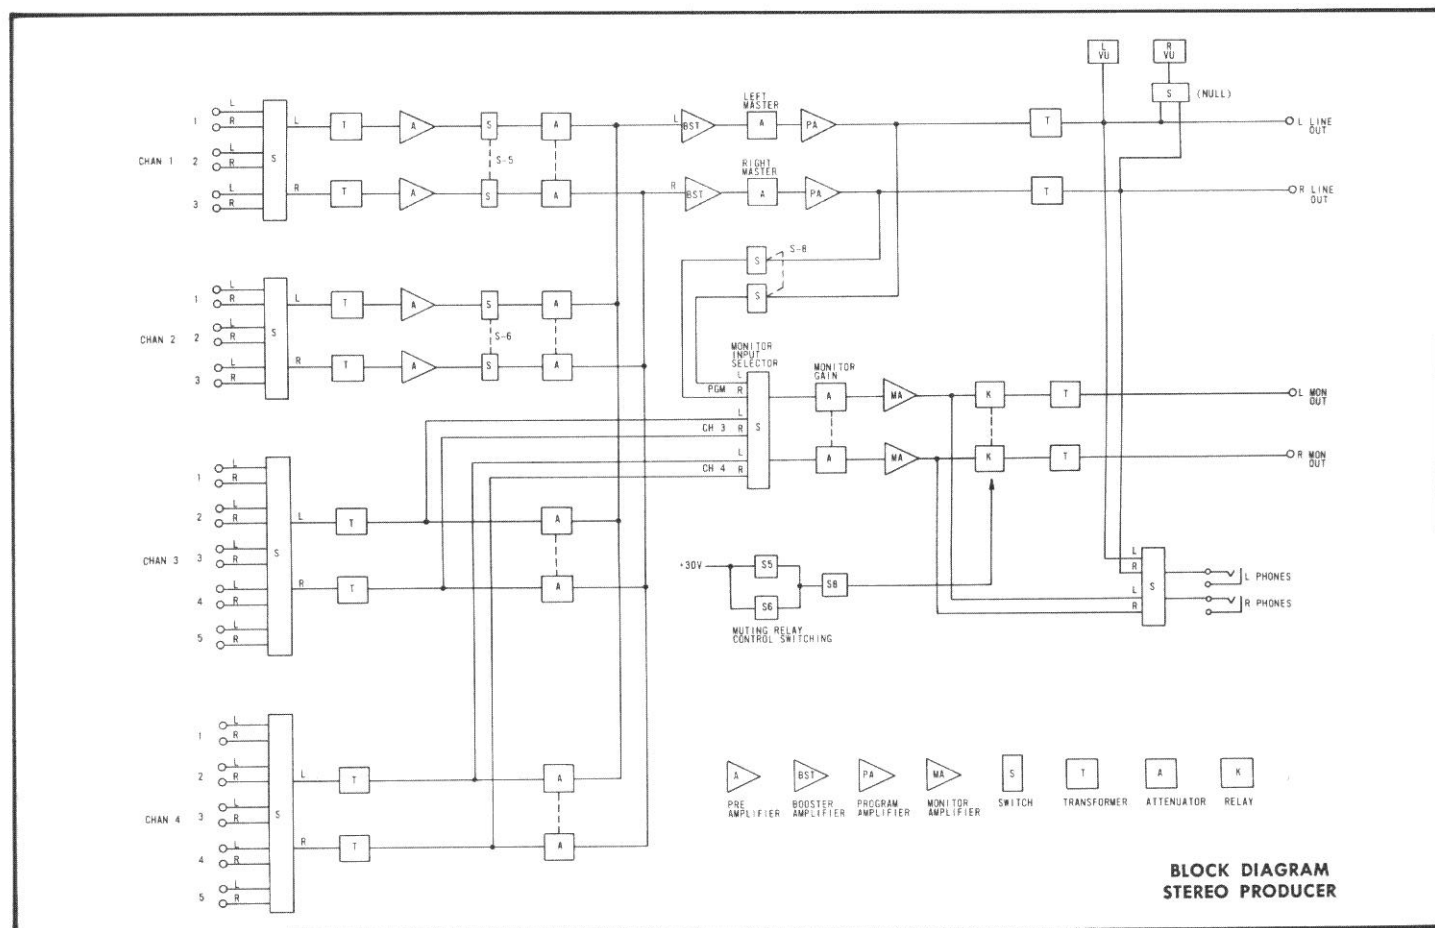 L VU
R VU
S (NULL)
CHAN 1
1 L
R
2 L
R
3 L
R
S
L T A S A
S-5
R T A S A
L BST
LEFT MASTER
A
PA
T
L LINE OUT
R BST
RIGHT MASTER
A
PA
T
R LINE OUT
S
S-8
S
CHAN 2
1 L
R
2 L
R
3 L
R
S
L T A S A
S-6
R T A S A
MONITOR INPUT SELECTOR
PGM L
R
CH 3 L
R
CH 4 L
R
S
MONITOR GAIN
A MA K T
L MON OUT
A MA K T
R MON OUT
CHAN 3
1 L
R
2 L
R
3 L
R
4 L
R
5 L
R
S
L T A
R T A
+30V
S5
S6
S8
MUTING RELAY CONTROL SWITCHING
L
R
L
R
S
L PHONES
R PHONES
CHAN 4
1 L
R
2 L
R
3 L
R
4 L
R
5 L
R
S
L T A
R T A
A
PRE AMPLIFIER
BST
BOOSTER AMPLIFIER
PA
PROGRAM AMPLIFIER
MA
MONITOR AMPLIFIER
S
SWITCH
T
TRANSFORMER
A
ATTENUATOR
K
RELAY
BLOCK DIAGRAM
STEREO PRODUCER